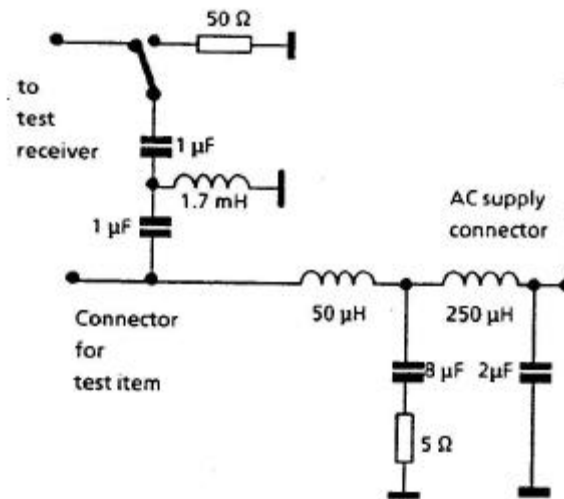 50 Ω
to
test
receiver
1 µF
1.7 mH
1 µF
AC supply
connector
Connector
for
test item
50 µH
250 µH
8 µF
2µF
5 Ω